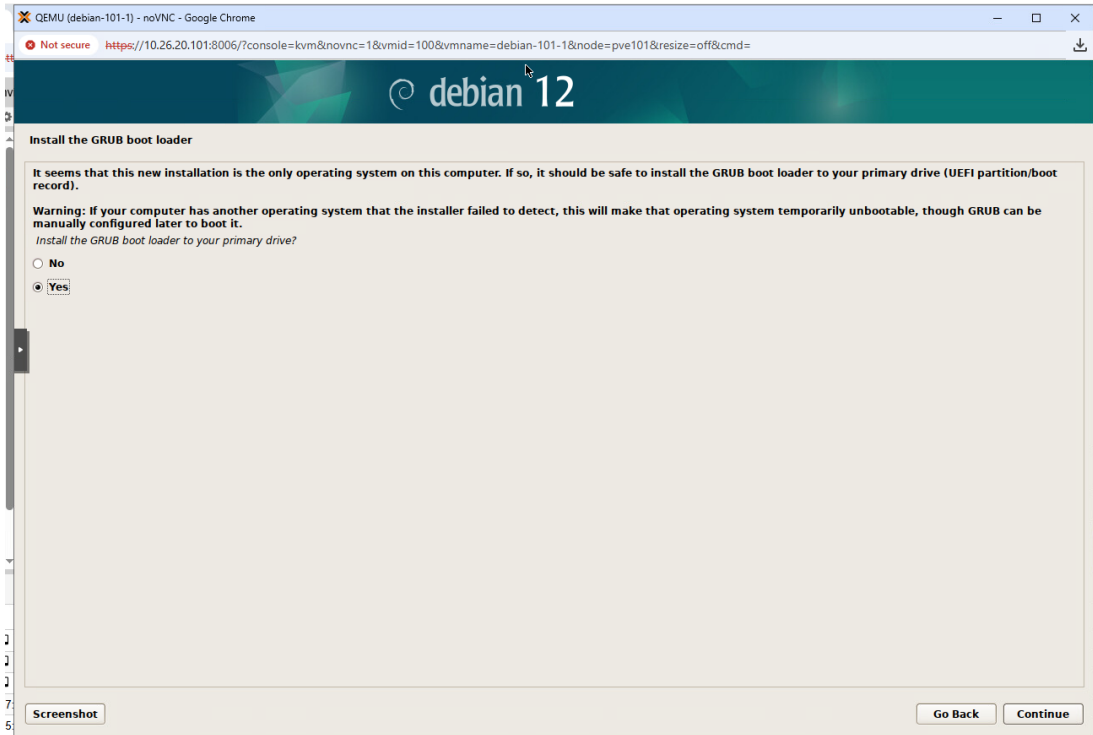 QEMU (debian-101-1) - noVNC - Google Chrome
Not secure https://10.26.20.101:8006/?console=kvm&novnc=1&vmid=100&vmname=debian-101-1&node=pve101&resize=off&cmd=
debian 12
Install the GRUB boot loader
It seems that this new installation is the only operating system on this computer. If so, it should be safe to install the GRUB boot loader to your primary drive (UEFI partition/boot
record).
Warning: If your computer has another operating system that the installer failed to detect, this will make that operating system temporarily unbootable, though GRUB can be
manually configured later to boot it.
Install the GRUB boot loader to your primary drive?
No
Yes
Screenshot
Go Back
Continue